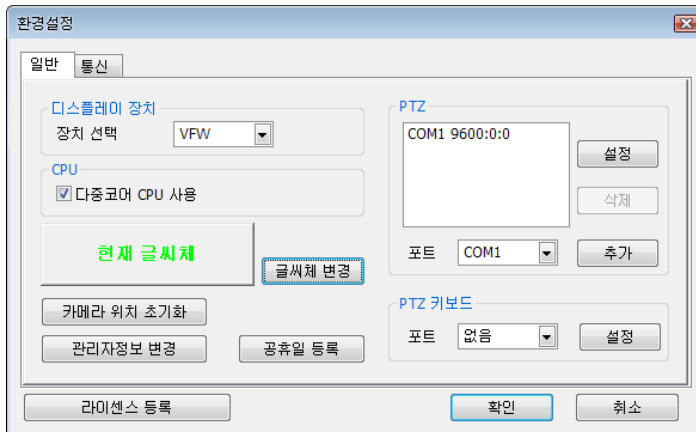 환경설정
일반
통신
디스플레이 장치
장치 선택
VFW
CPU
다중코어 CPU 사용
현재 글씨체
글씨체 변경
카메라 위치 초기화
관리자정보 변경
공휴일 등록
PTZ
COM1 9600:0:0
설정
삭제
포트
COM1
추가
PTZ 키보드
포트
없음
설정
라이센스 등록
확인
취소